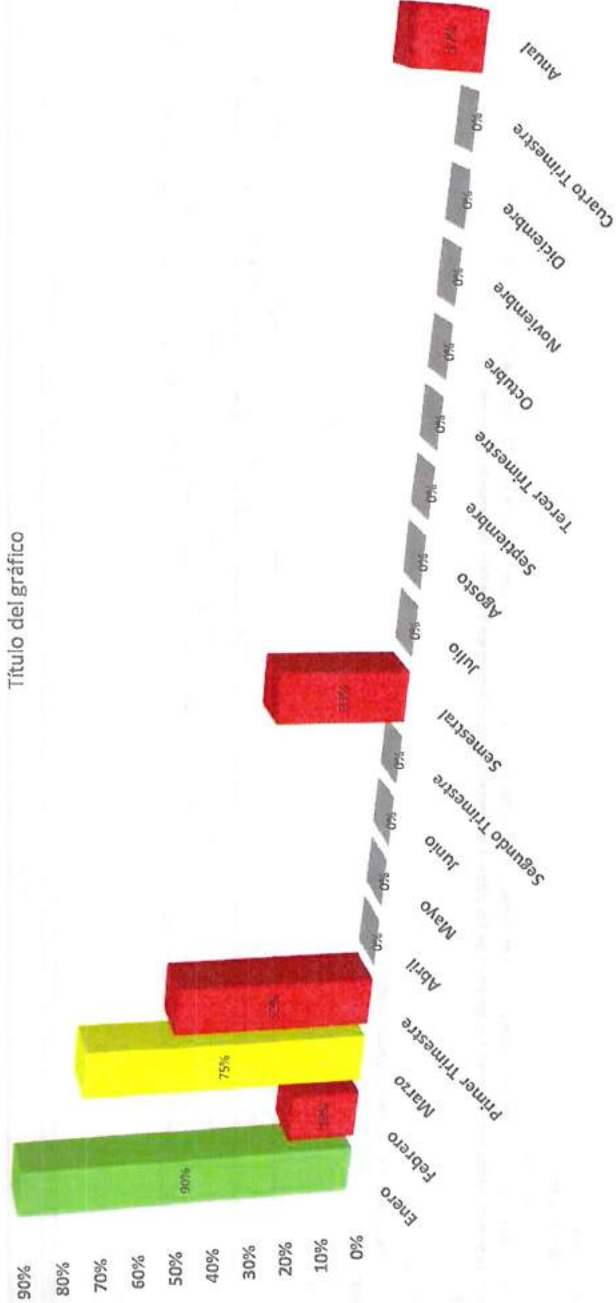 Título del gráfico
90%
80%
70%
60%
50%
40%
30%
20%
10%
0%
90%
75%
0%
0%
0%
0%
0%
0%
0%
0%
0%
0%
0%
0%
Enero
Febrero
Marzo
Primer Trimestre
Abril
Mayo
Junio
Segundo Trimestre
Semestral
Julio
Agosto
Septiembre
Tercer Trimestre
Octubre
Noviembre
Diciembre
Cuarto Trimestre
Anual